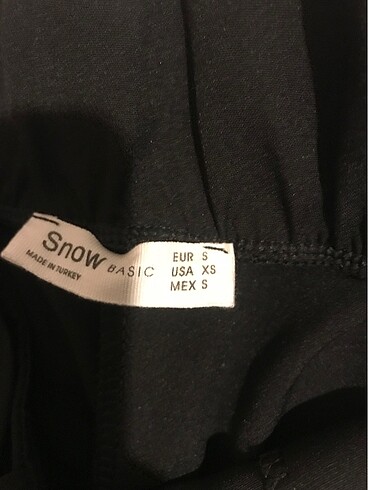 Snow BASIC
MADE IN TURKEY
EUR S
USA XS
MEX S